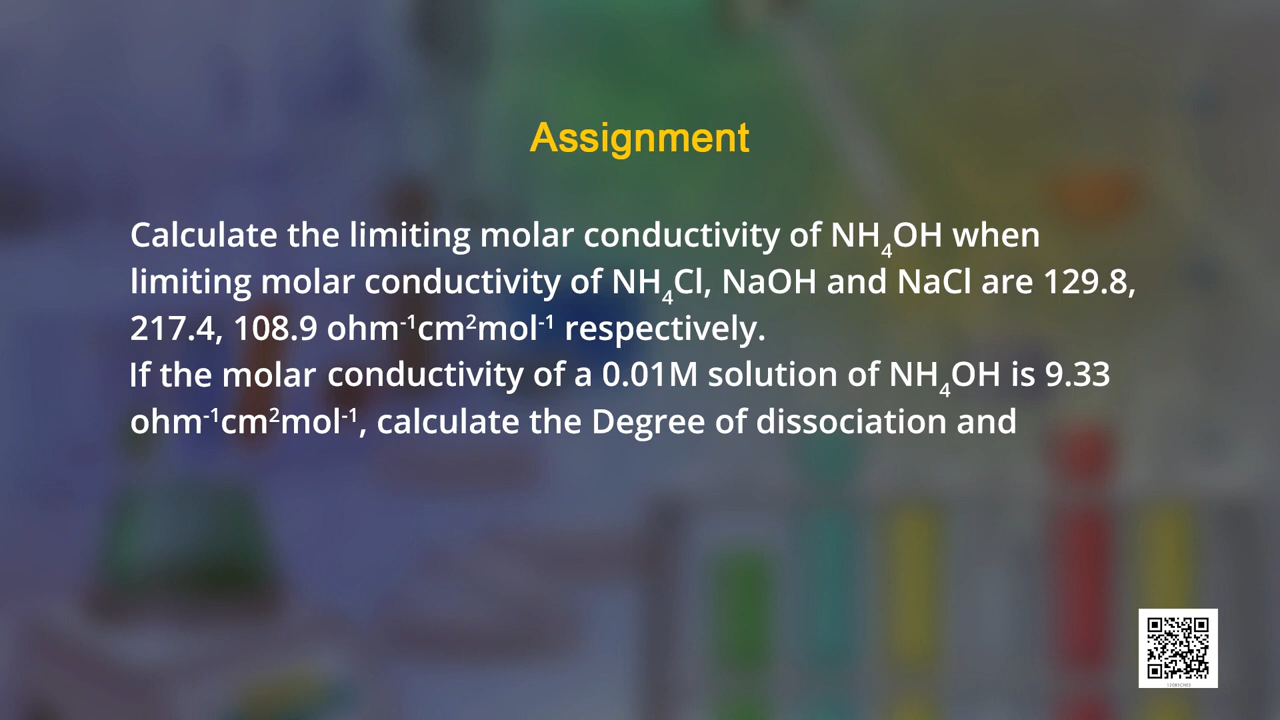 Assignment
Calculate the limiting molar conductivity of NH₄OH when
limiting molar conductivity of NH₄Cl, NaOH and NaCl are 129.8,
217.4, 108.9 ohm⁻¹cm²mol⁻¹ respectively.
If the molar conductivity of a 0.01M solution of NH₄OH is 9.33
ohm⁻¹cm²mol⁻¹, calculate the Degree of dissociation and